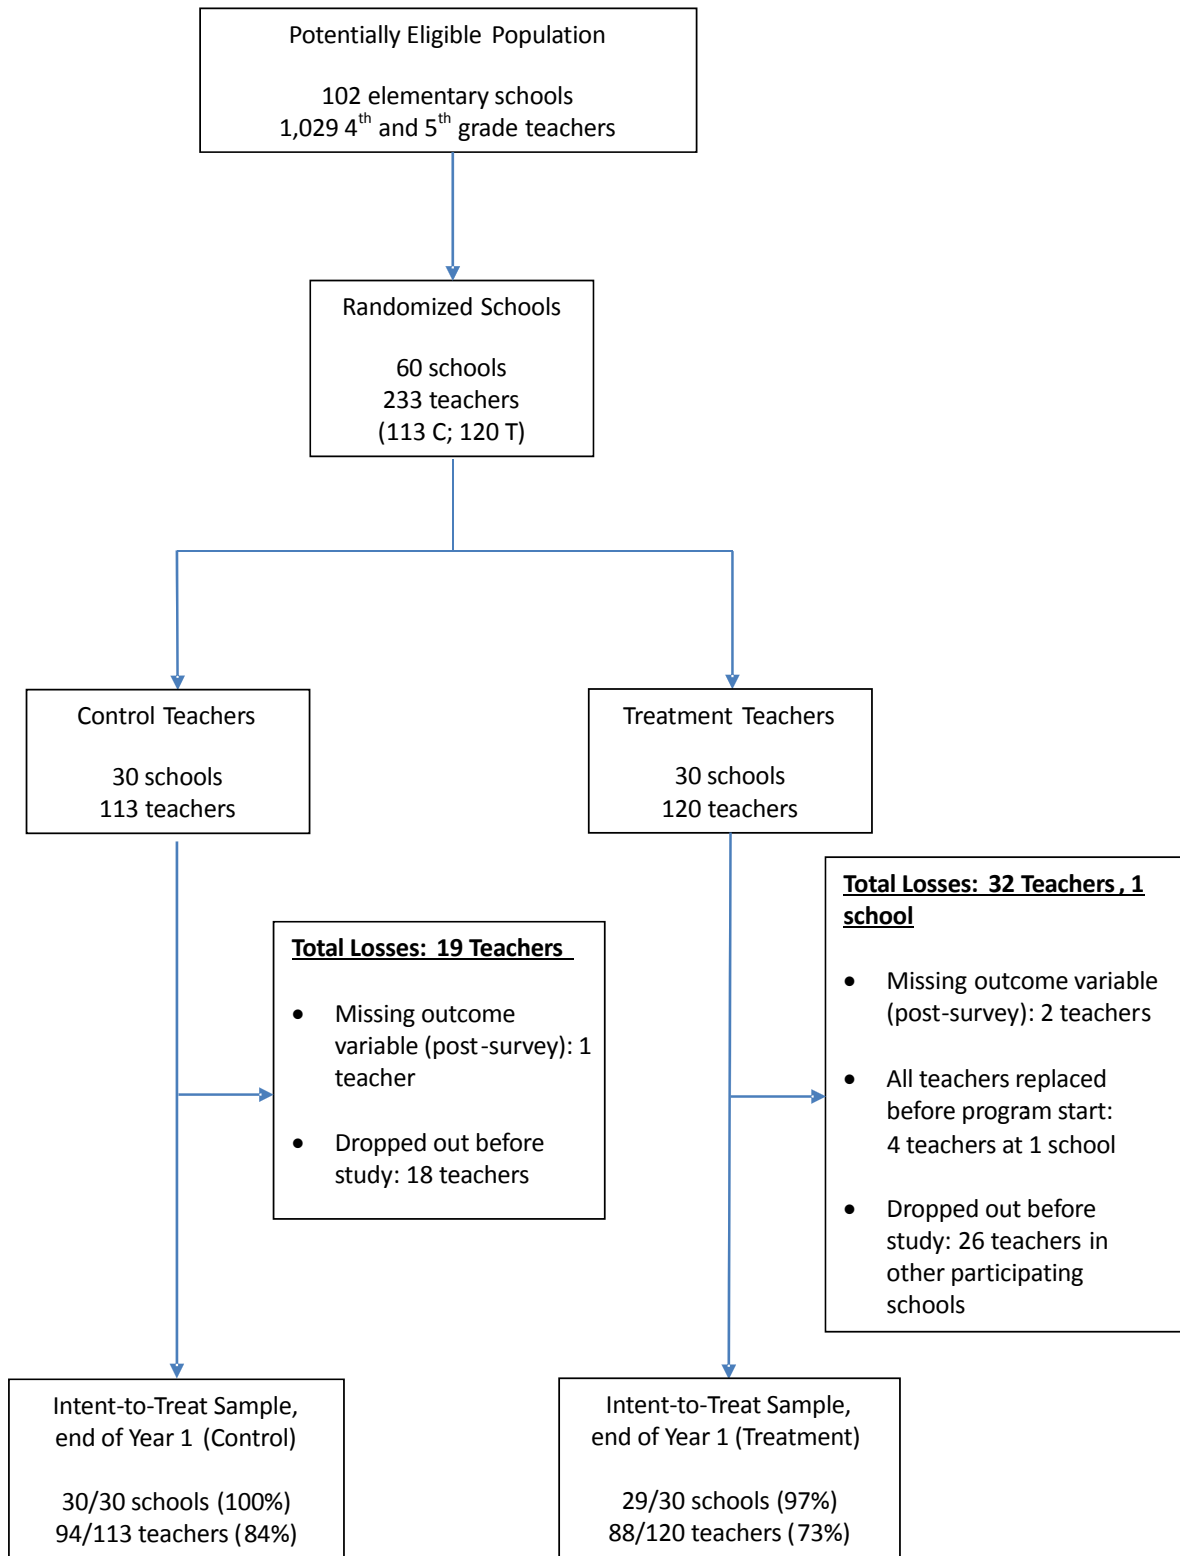 Potentially Eligible Population
102 elementary schools
1,029 4th and 5th grade teachers
Randomized Schools
60 schools
233 teachers
(113 C; 120 T)
Control Teachers
30 schools
113 teachers
Treatment Teachers
30 schools
120 teachers
Total Losses: 19 Teachers
• Missing outcome
variable (post-survey): 1
teacher
• Dropped out before
study: 18 teachers
Total Losses: 32 Teachers, 1
school
• Missing outcome variable
(post-survey): 2 teachers
• All teachers replaced
before program start:
4 teachers at 1 school
• Dropped out before
study: 26 teachers in
other participating
schools
Intent-to-Treat Sample,
end of Year 1 (Control)
30/30 schools (100%)
94/113 teachers (84%)
Intent-to-Treat Sample,
end of Year 1 (Treatment)
29/30 schools (97%)
88/120 teachers (73%)